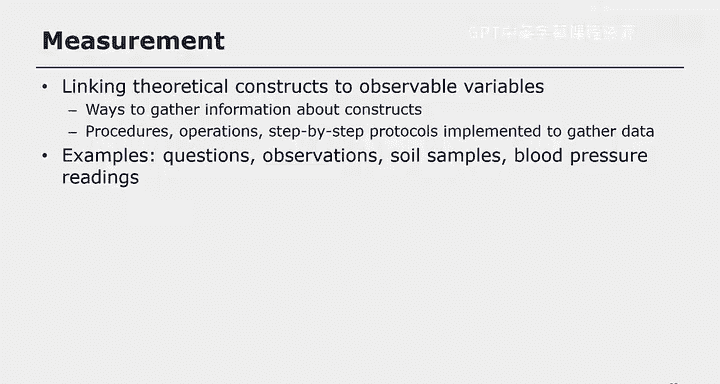 Measurement
• Linking theoretical constructs to observable variables
– Ways to gather information about constructs
– Procedures, operations, step-by-step protocols implemented to gather data
• Examples: questions, observations, soil samples, blood pressure
readings